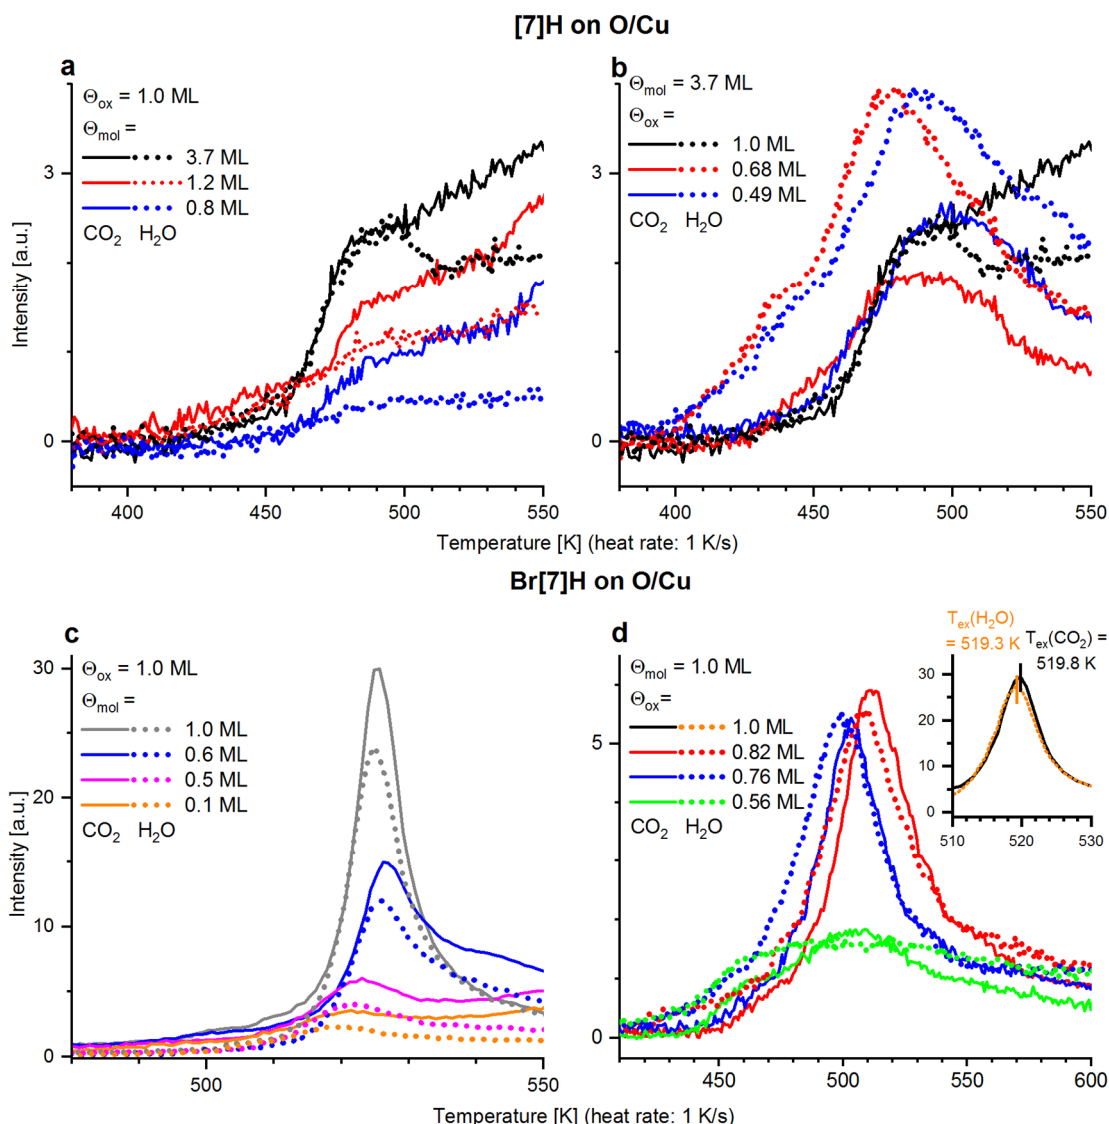 [7]H on O/Cu
a
Θox = 1.0 ML
Θmol =
3.7 ML
1.2 ML
0.8 ML
CO2 H2O
3
0
400 450 500 550
b
Θmol = 3.7 ML
Θox =
1.0 ML
0.68 ML
0.49 ML
CO2 H2O
3
0
400 450 500 550
Intensity [a.u.]
Temperature [K] (heat rate: 1 K/s)
Br[7]H on O/Cu
c
Θox = 1.0 ML
Θmol =
1.0 ML
0.6 ML
0.5 ML
0.1 ML
CO2 H2O
30
20
10
0
500 550
d
Θmol = 1.0 ML
Θox=
1.0 ML
0.82 ML
0.76 ML
0.56 ML
CO2 H2O
5
0
450 500 550 600
Tex(H2O)
= 519.3 K
Tex(CO2) =
519.8 K
30
20
10
0
510 520 530
Intensity [a.u.]
Temperature [K] (heat rate: 1 K/s)